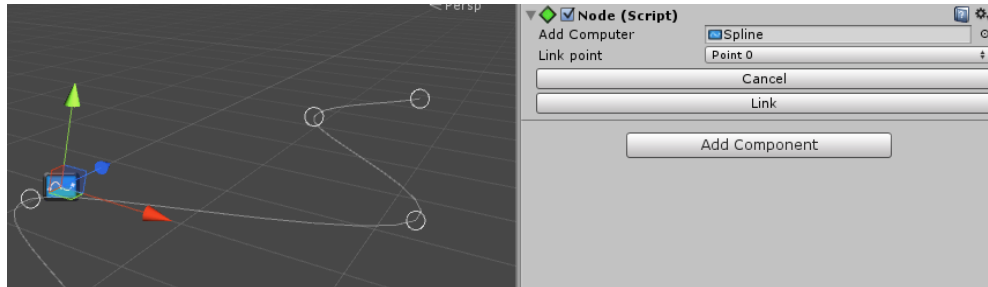 Persp
Node (Script)
Add Computer
Spline
Link point
Point 0
Cancel
Link
Add Component